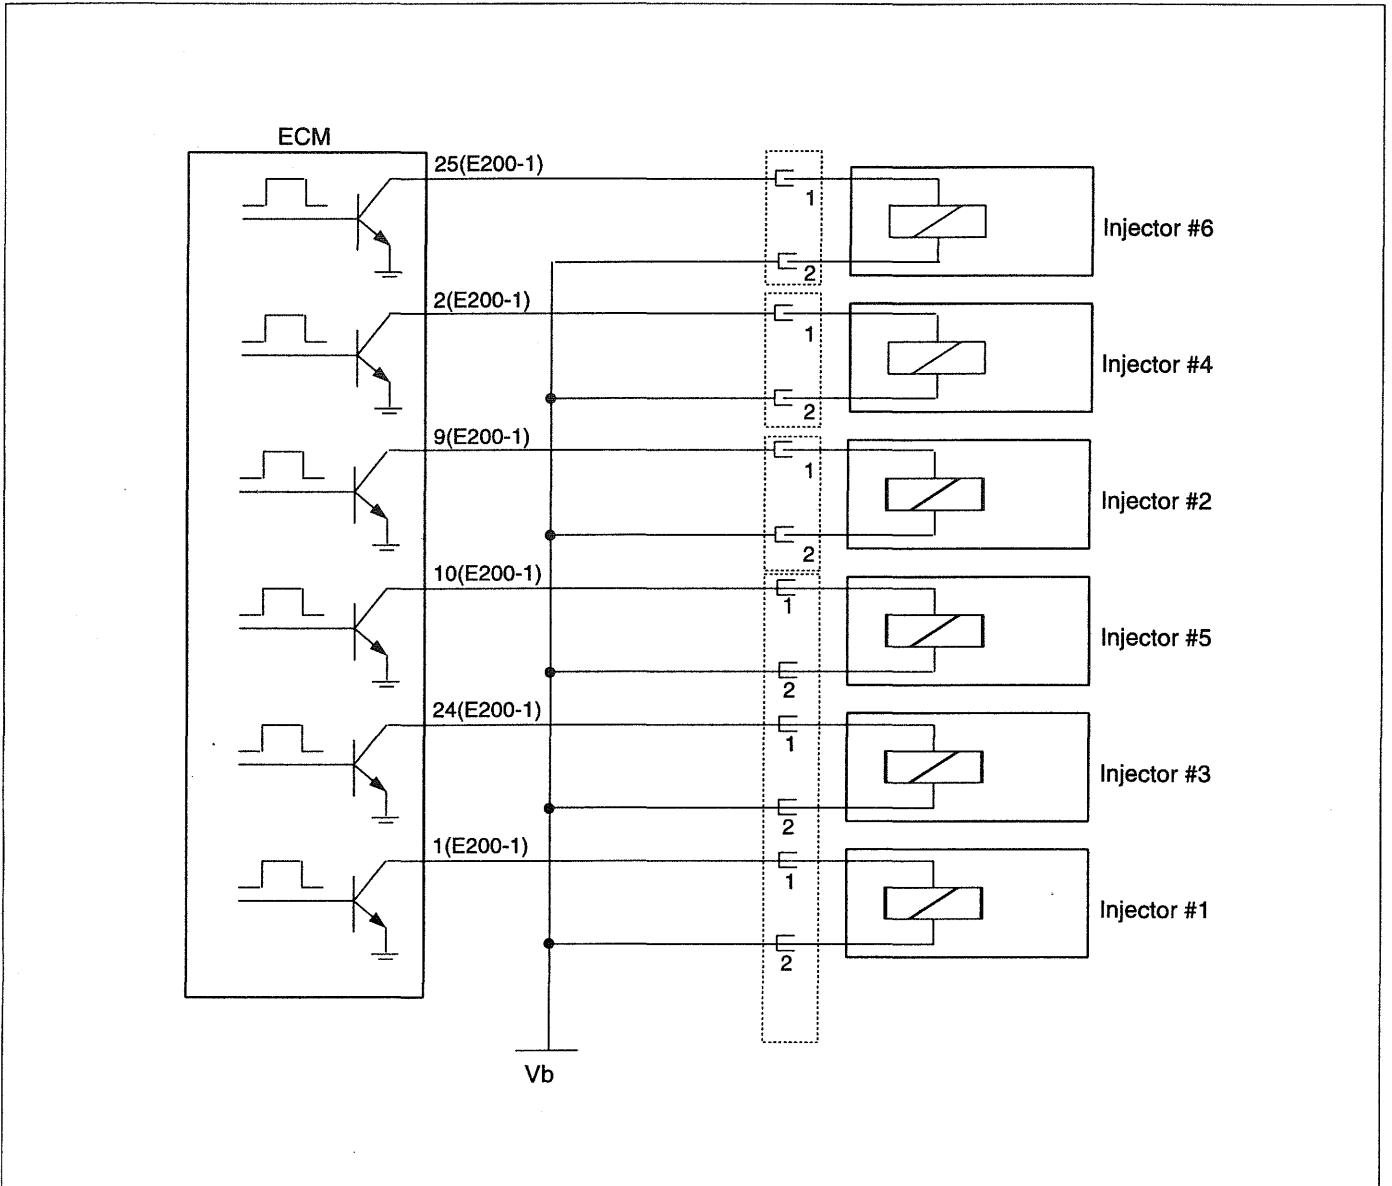 ECM
25(E200-1)
1
Injector #6
2
2(E200-1)
1
Injector #4
2
9(E200-1)
1
Injector #2
2
10(E200-1)
1
Injector #5
2
24(E200-1)
1
Injector #3
2
1(E200-1)
1
Injector #1
2
Vb